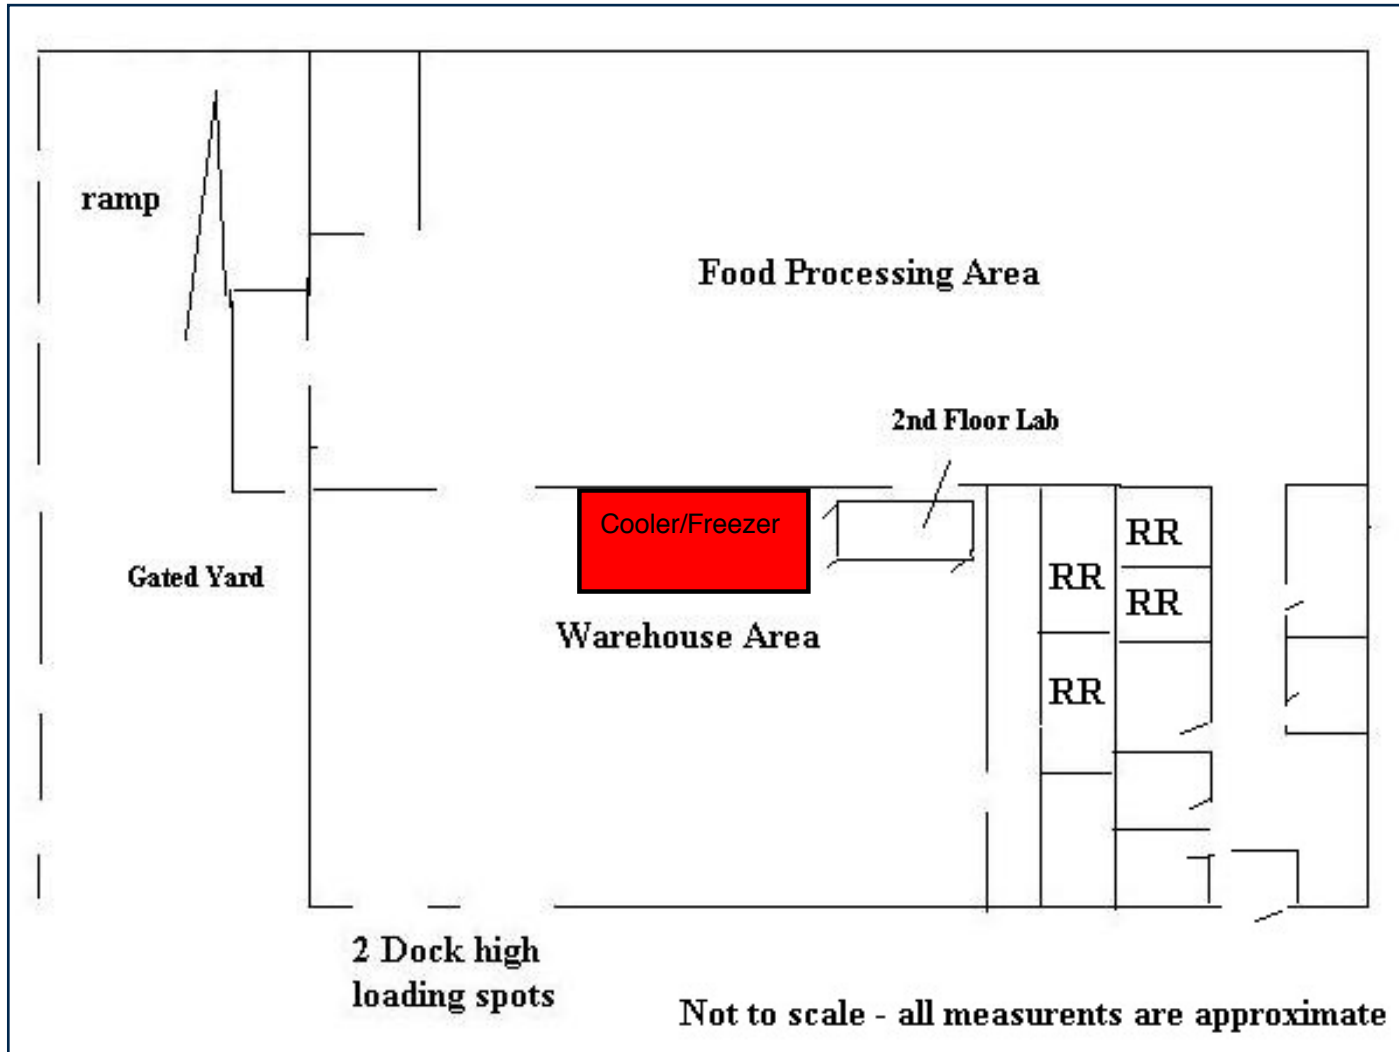 ramp
Food Processing Area
2nd Floor Lab
Cooler/Freezer
RR
RR
RR
RR
Gated Yard
Warehouse Area
2 Dock high
loading spots
Not to scale - all measurents are approximate